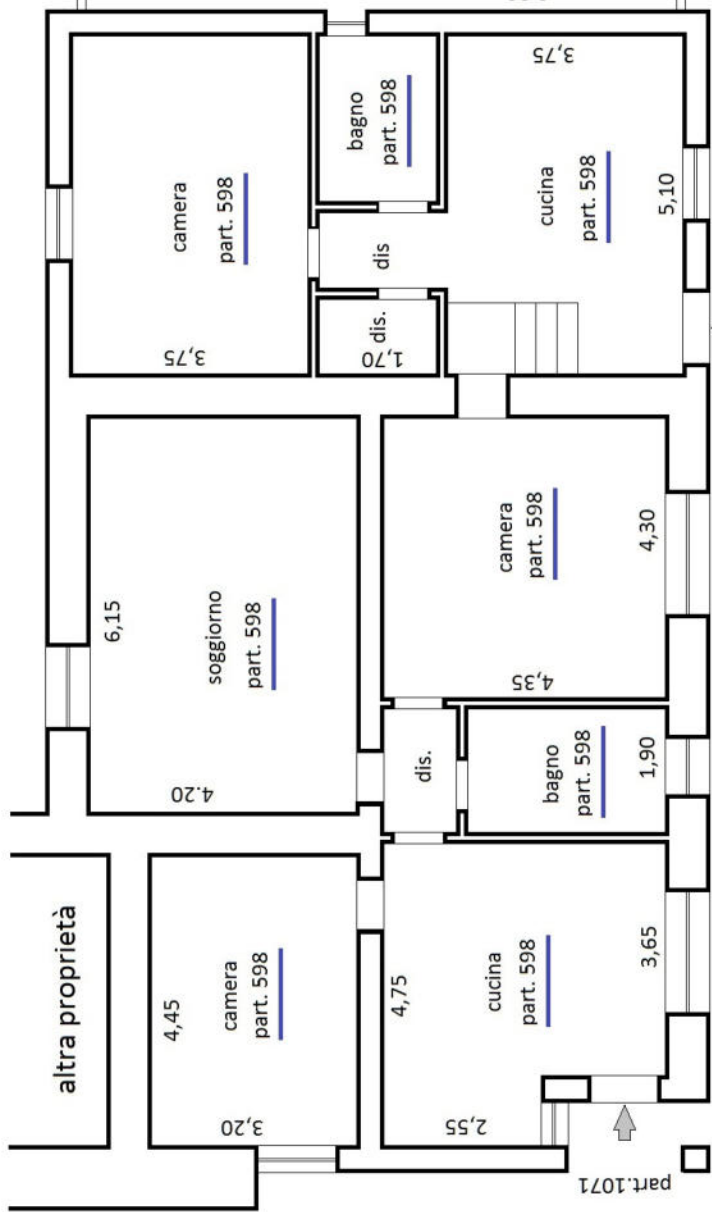 camera
part. 598
3,75
bagno
part. 598
3,75
cucina
part. 598
5,10
dis
dis.
1,70
6,15
soggiorno
part. 598
4.20
camera
part. 598
4,30
4,35
dis.
bagno
part. 598
1,90
altra proprietà
4,45
camera
part. 598
3,20
4,75
cucina
part. 598
3,65
2,55
part.1071